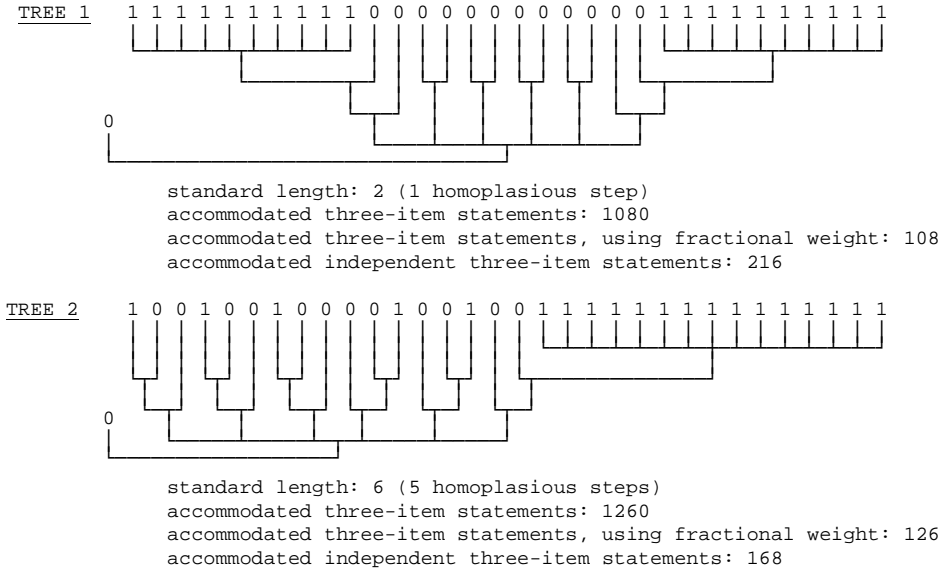 TREE 1 1 1 1 1 1 1 1 1 1 1 0 0 0 0 0 0 0 0 0 0 0 0 1 1 1 1 1 1 1 1 1 1
0
standard length: 2 (1 homoplasious step)
accommodated three-item statements: 1080
accommodated three-item statements, using fractional weight: 108
accommodated independent three-item statements: 216
TREE 2 1 0 0 1 0 0 1 0 0 0 0 1 0 0 1 0 0 1 1 1 1 1 1 1 1 1 1 1 1 1 1 1
0
standard length: 6 (5 homoplasious steps)
accommodated three-item statements: 1260
accommodated three-item statements, using fractional weight: 126
accommodated independent three-item statements: 168